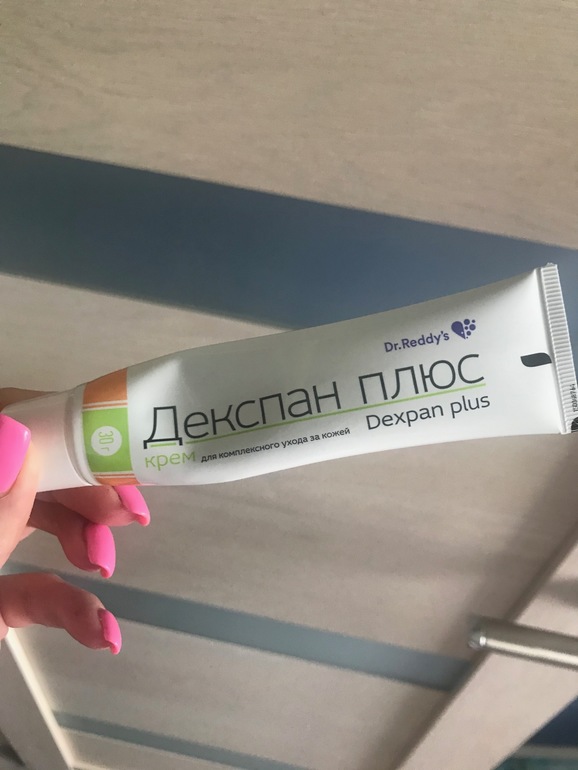 Dr.Reddy's
Декспан плюс
Dexpan plus
крем для комплексного ухода за кожей
30 г